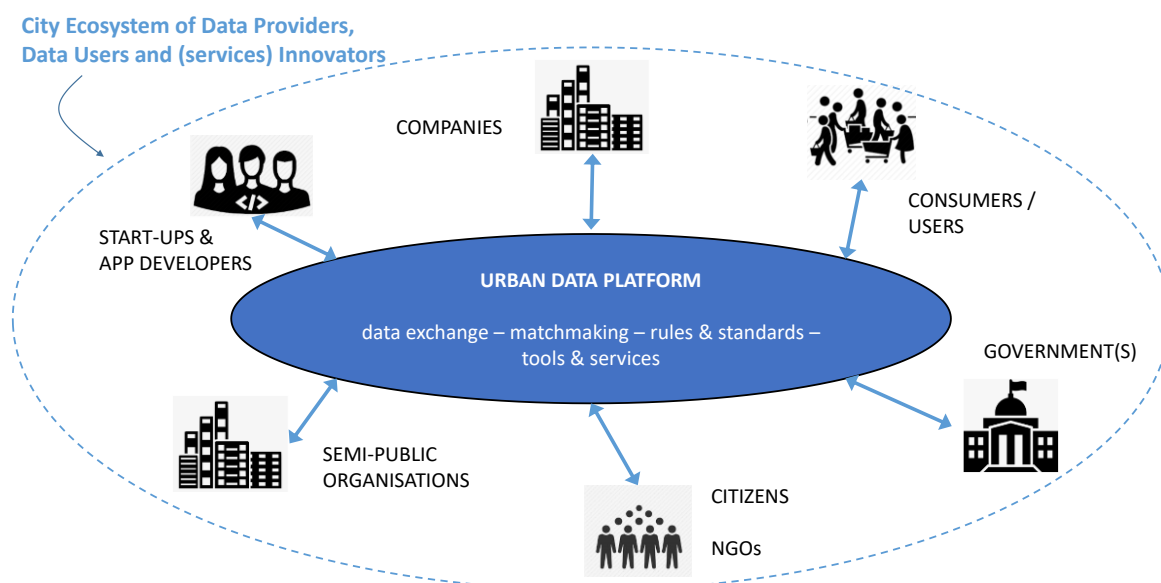 City Ecosystem of Data Providers,
Data Users and (services) Innovators
COMPANIES
CONSUMERS /
USERS
START-UPS &
APP DEVELOPERS
</>
URBAN DATA PLATFORM
data exchange – matchmaking – rules & standards –
tools & services
GOVERNMENT(S)
SEMI-PUBLIC
ORGANISATIONS
CITIZENS
NGOs